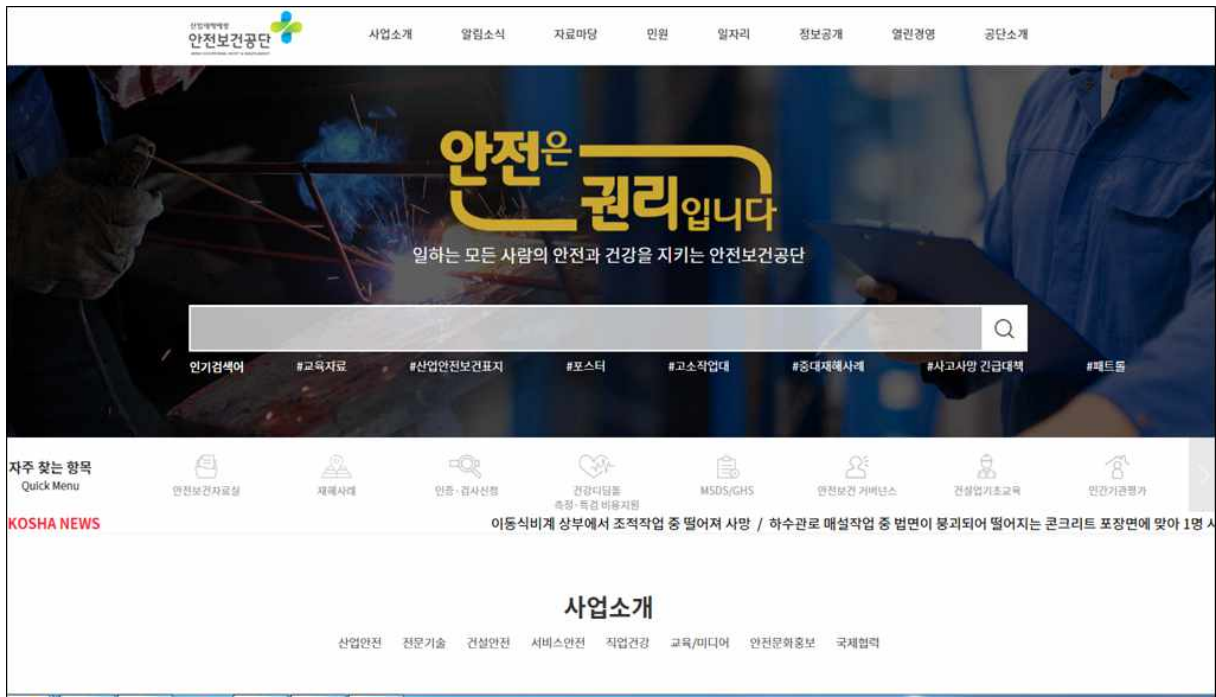 산업재해예방
안전보건공단
사업소개 알림소식 자료마당 민원 일자리 정보공개 열린경영 공단소개
안전은
권리입니다
일하는 모든 사람의 안전과 건강을 지키는 안전보건공단
인기검색어 #교육자료 #산업안전보건표지 #포스터 #고소작업대 #중대재해사례 #사고사망 긴급대책 #패트롤
자주 찾는 항목
Quick Menu
안전보건자료실 재해사례 인증·검사신청 건강디딤돌 MSDS/GHS 안전보건 거버넌스 건설업기초교육 민간기관평가
측정·특검 비용지원
KOSHA NEWS 이동식비계 상부에서 조적작업 중 떨어져 사망 / 하수관로 매설작업 중 법면이 붕괴되어 떨어지는 콘크리트 포장면에 맞아 1명
사업소개
산업안전 전문기술 건설안전 서비스안전 직업건강 교육/미디어 안전문화홍보 국제협력